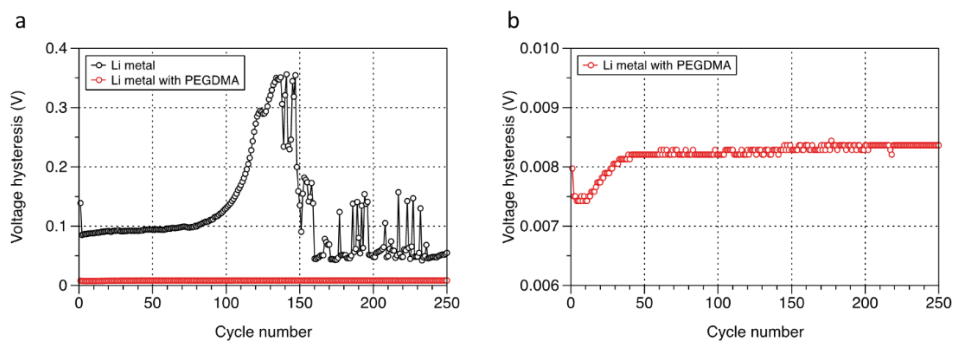 a
0.4
0.3
0.2
0.1
0
Voltage hysteresis (V)
Li metal
Li metal with PEGDMA
0
50
100
150
200
250
Cycle number
b
0.010
0.009
0.008
0.007
0.006
Voltage hysteresis (V)
Li metal with PEGDMA
0
50
100
150
200
250
Cycle number